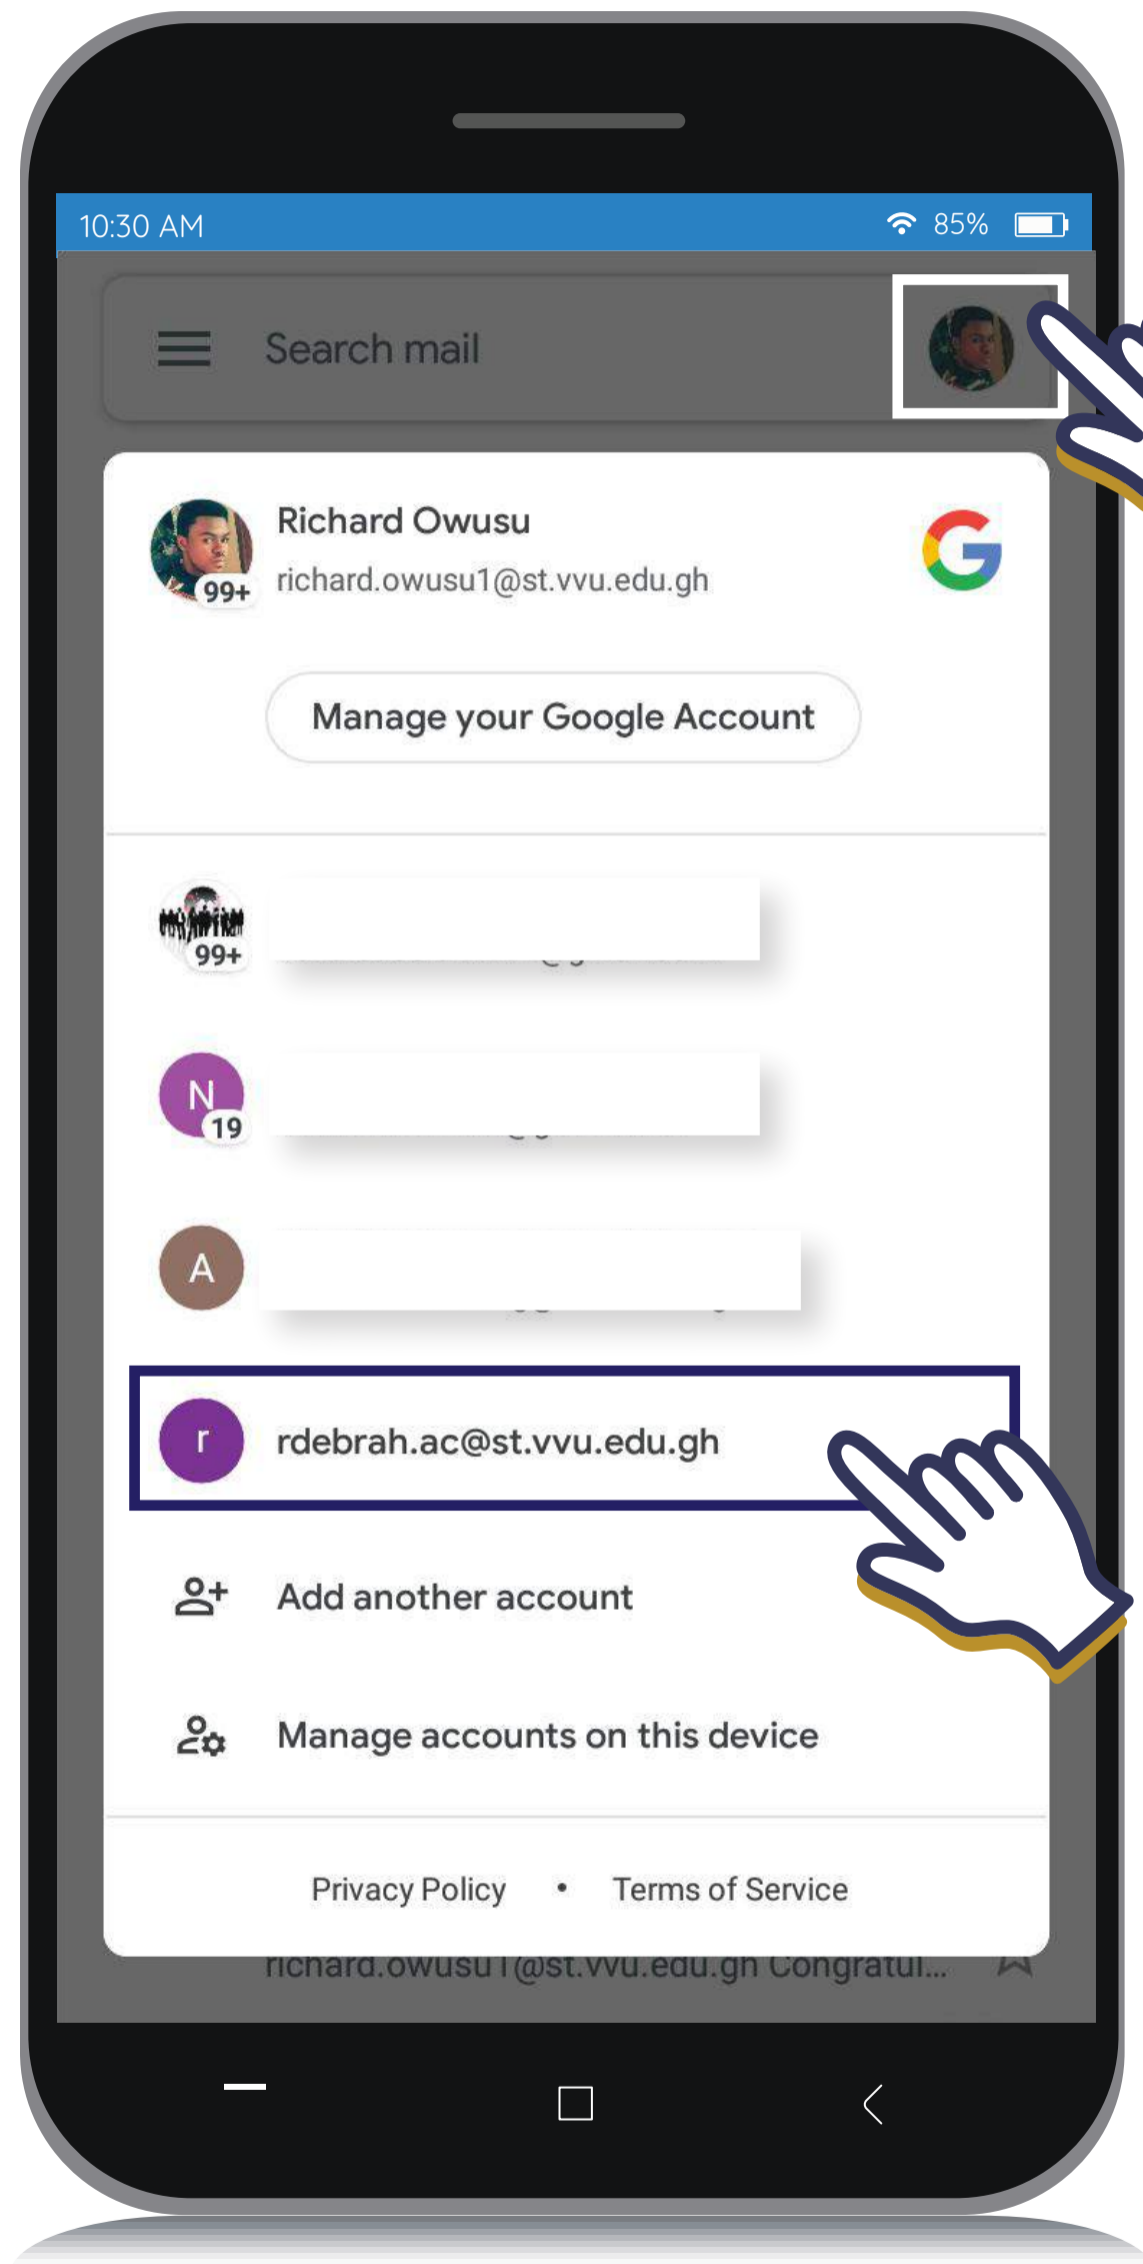 10:30 AM 85%
Search mail
Richard Owusu
99+ richard.owusu1@st.vvu.edu.gh
G
Manage your Google Account
99+
N
19
A
r rdebrah.ac@st.vvu.edu.gh
Add another account
Manage accounts on this device
Privacy Policy • Terms of Service
richard.owusu1@st.vvu.edu.gh Congratul...